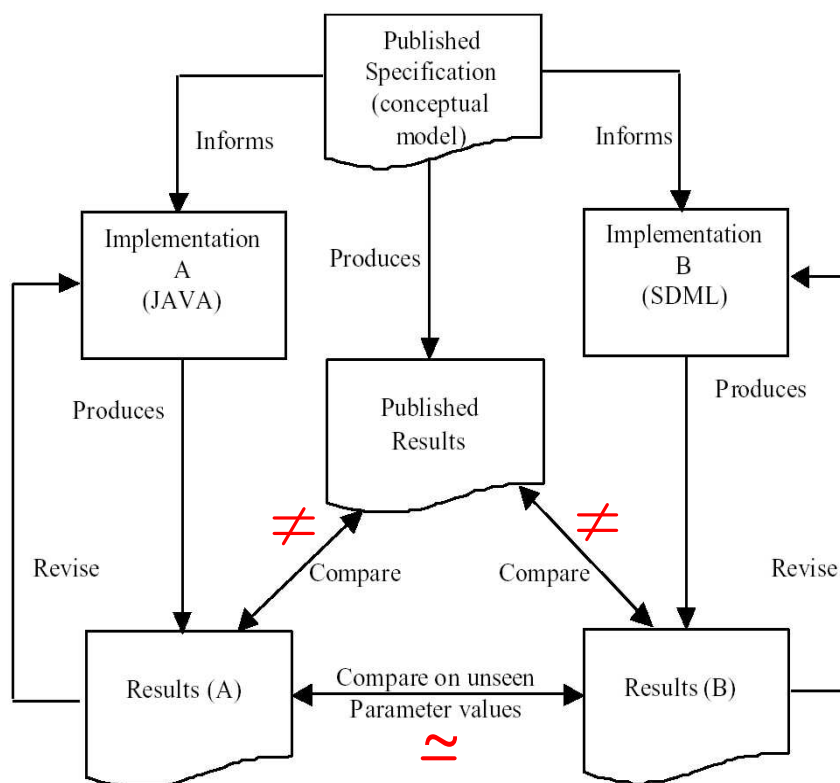 Published
Specification
(conceptual
model)
Informs
Informs
Implementation
A
(JAVA)
Implementation
B
(SDML)
Produces
Produces
Produces
Published
Results
≠
≠
Revise
Compare
Compare
Revise
Results (A)
Compare on unseen
Parameter values
Results (B)
≃